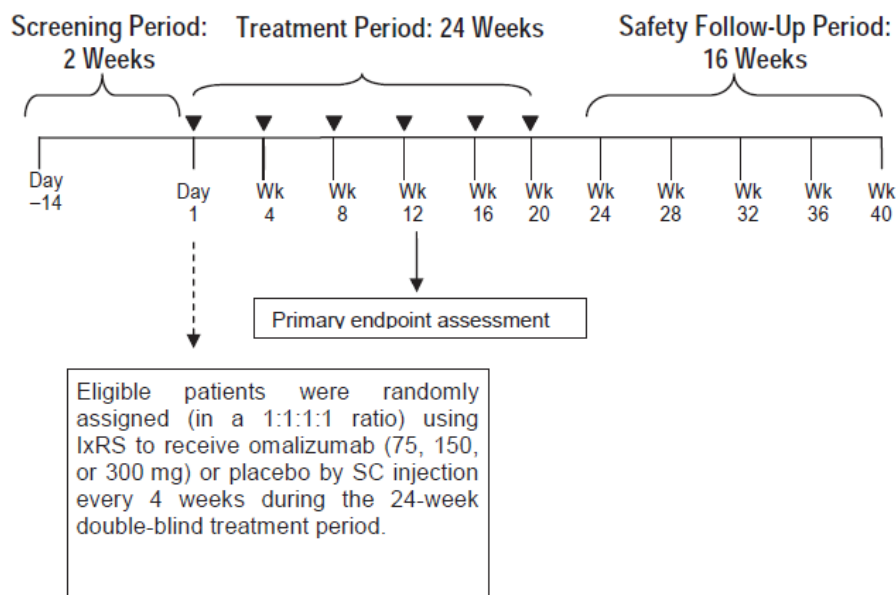 Screening Period:
2 Weeks
Treatment Period: 24 Weeks
Safety Follow-Up Period:
16 Weeks
Day
–14
Day
1
Wk
4
Wk
8
Wk
12
Wk
16
Wk
20
Wk
24
Wk
28
Wk
32
Wk
36
Wk
40
Primary endpoint assessment
Eligible patients were randomly
assigned (in a 1:1:1:1 ratio) using
IxRS to receive omalizumab (75, 150,
or 300 mg) or placebo by SC injection
every 4 weeks during the 24-week
double-blind treatment period.